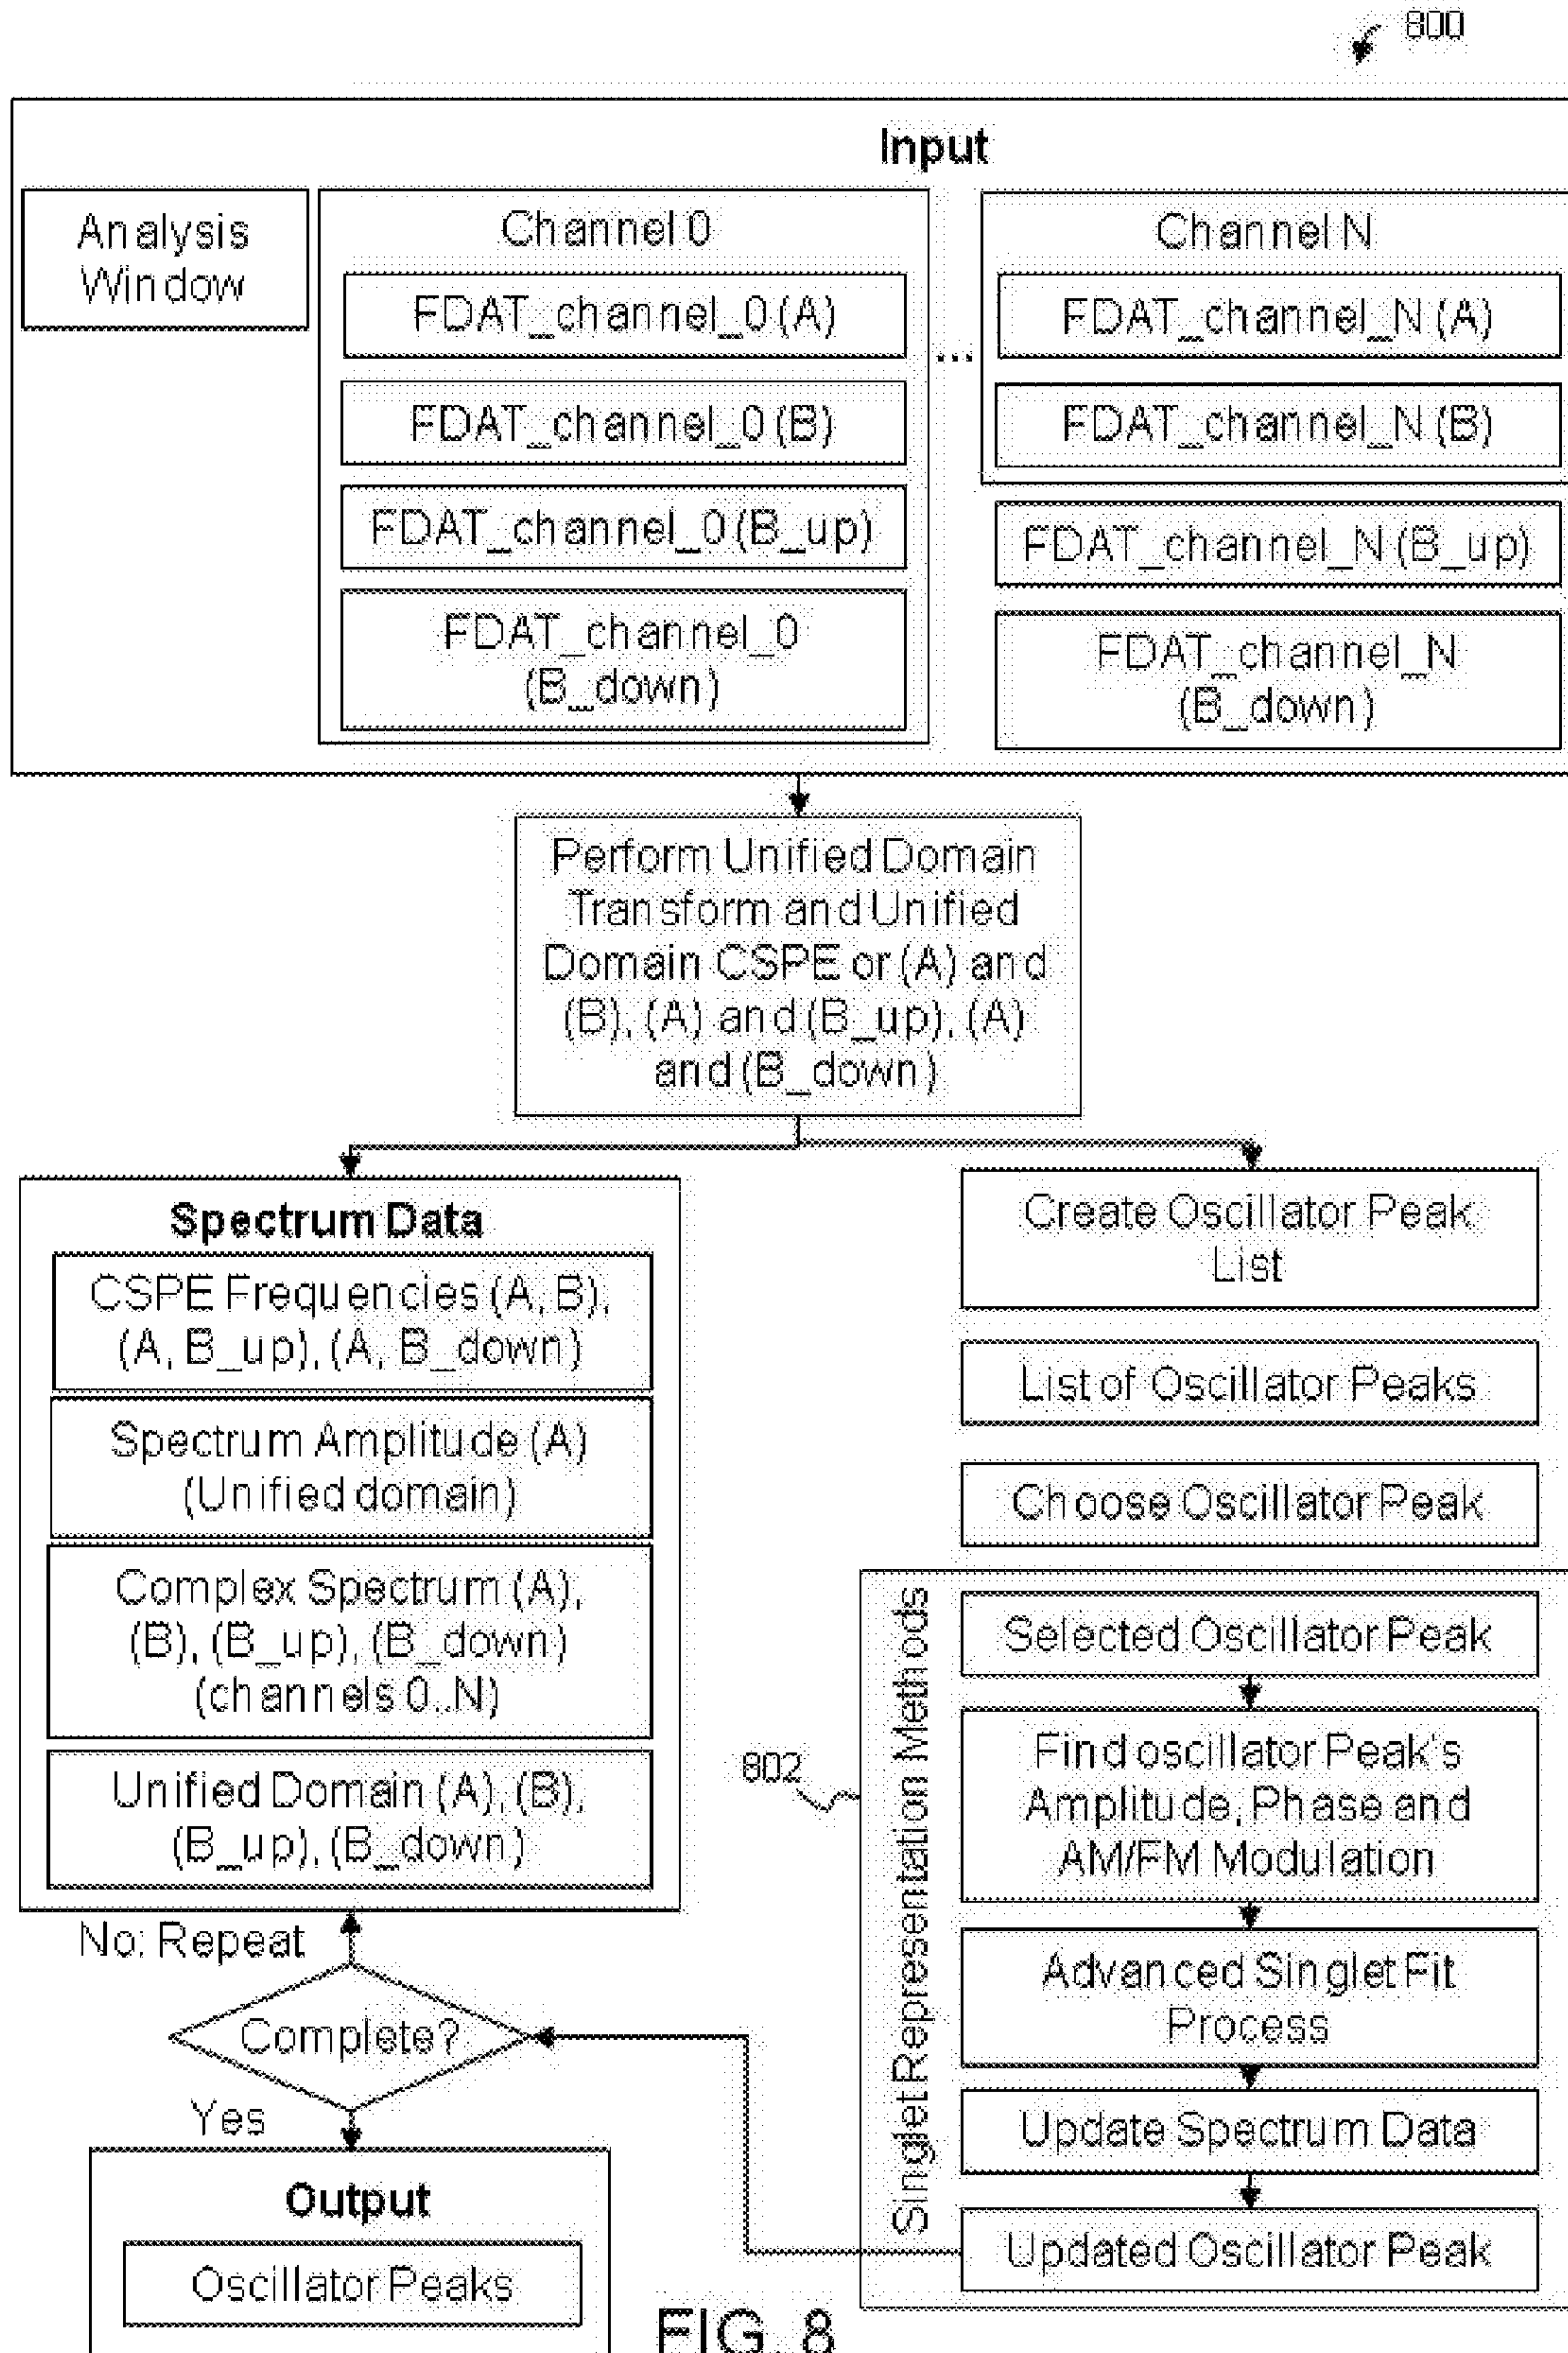 800
Input
Analysis
Window
Channel 0
FDAT_channel_0 (A)
FDAT_channel_0 (B)
FDAT_channel_0 (B_up)
FDAT_channel_0
(B_down)
...
Channel N
FDAT_channel_N (A)
FDAT_channel_N (B)
FDAT_channel_N (B_up)
FDAT_channel_N
(B_down)
Perform Unified Domain
Transform and Unified
Domain CSPE or (A) and
(B), (A) and (B_up), (A)
and (B_down)
Spectrum Data
CSPE Frequencies (A, B),
(A, B_up), (A, B_down)
Spectrum Amplitude (A)
(Unified domain)
Complex Spectrum (A),
(B), (B_up), (B_down)
(channels 0..N)
Unified Domain (A), (B),
(B_up), (B_down)
No: Repeat
Complete?
Yes
Output
Oscillator Peaks
Create Oscillator Peak
List
List of Oscillator Peaks
Choose Oscillator Peak
802
Singlet Representation Methods
Selected Oscillator Peak
Find oscillator Peak's
Amplitude, Phase and
AM/FM Modulation
Advanced Singlet Fit
Process
Update Spectrum Data
Updated Oscillator Peak
FIG. 8